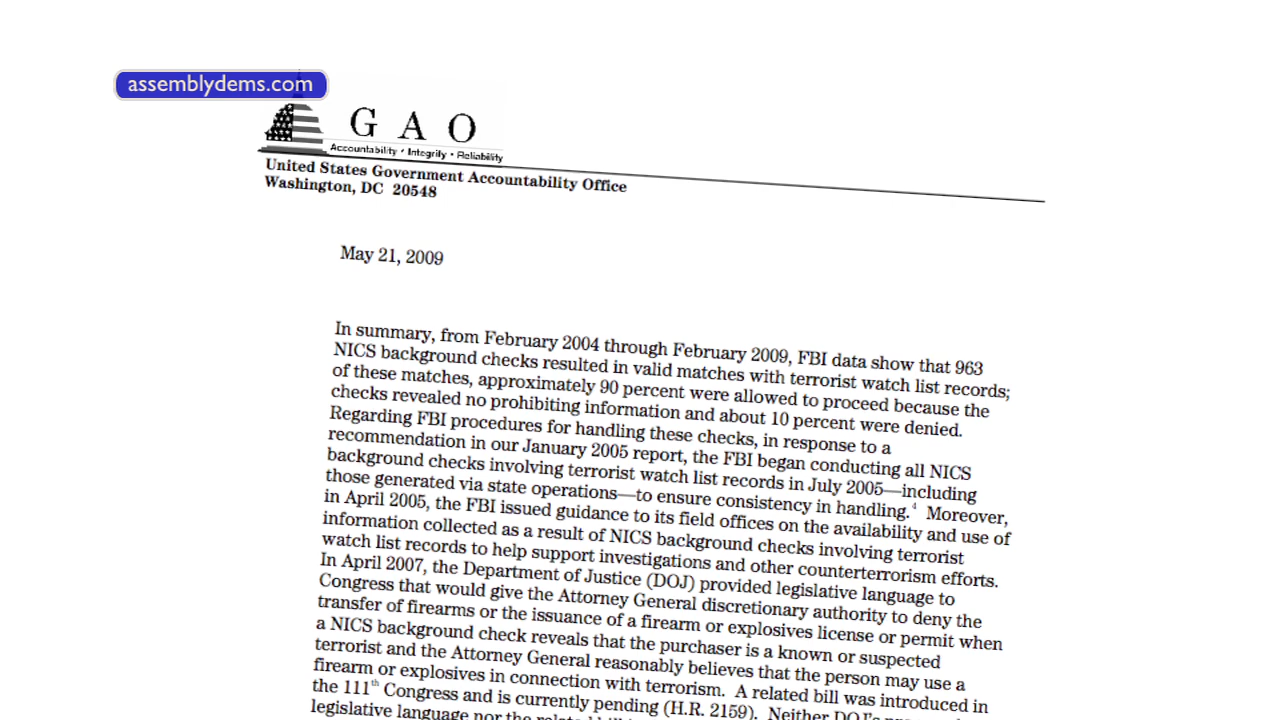 assemblydems.com
G A O
Accountability • Integrity • Reliability
United States Government Accountability Office
Washington, DC 20548
May 21, 2009
In summary, from February 2004 through February 2009, FBI data show that 963
NICS background checks resulted in valid matches with terrorist watch list records;
of these matches, approximately 90 percent were allowed to proceed because the
checks revealed no prohibiting information and about 10 percent were denied.
Regarding FBI procedures for handling these checks, in response to a
recommendation in our January 2005 report, the FBI began conducting all NICS
background checks involving terrorist watch list records in July 2005—including
those generated via state operations—to ensure consistency in handling.4 Moreover,
in April 2005, the FBI issued guidance to its field offices on the availability and use of
information collected as a result of NICS background checks involving terrorist
watch list records to help support investigations and other counterterrorism efforts.
In April 2007, the Department of Justice (DOJ) provided legislative language to
Congress that would give the Attorney General discretionary authority to deny the
transfer of firearms or the issuance of a firearm or explosives license or permit when
a NICS background check reveals that the purchaser is a known or suspected
terrorist and the Attorney General reasonably believes that the person may use a
firearm or explosives in connection with terrorism. A related bill was introduced in
the 111th Congress and is currently pending (H.R. 2159). Neither DOJ's
legislative language nor the related bill